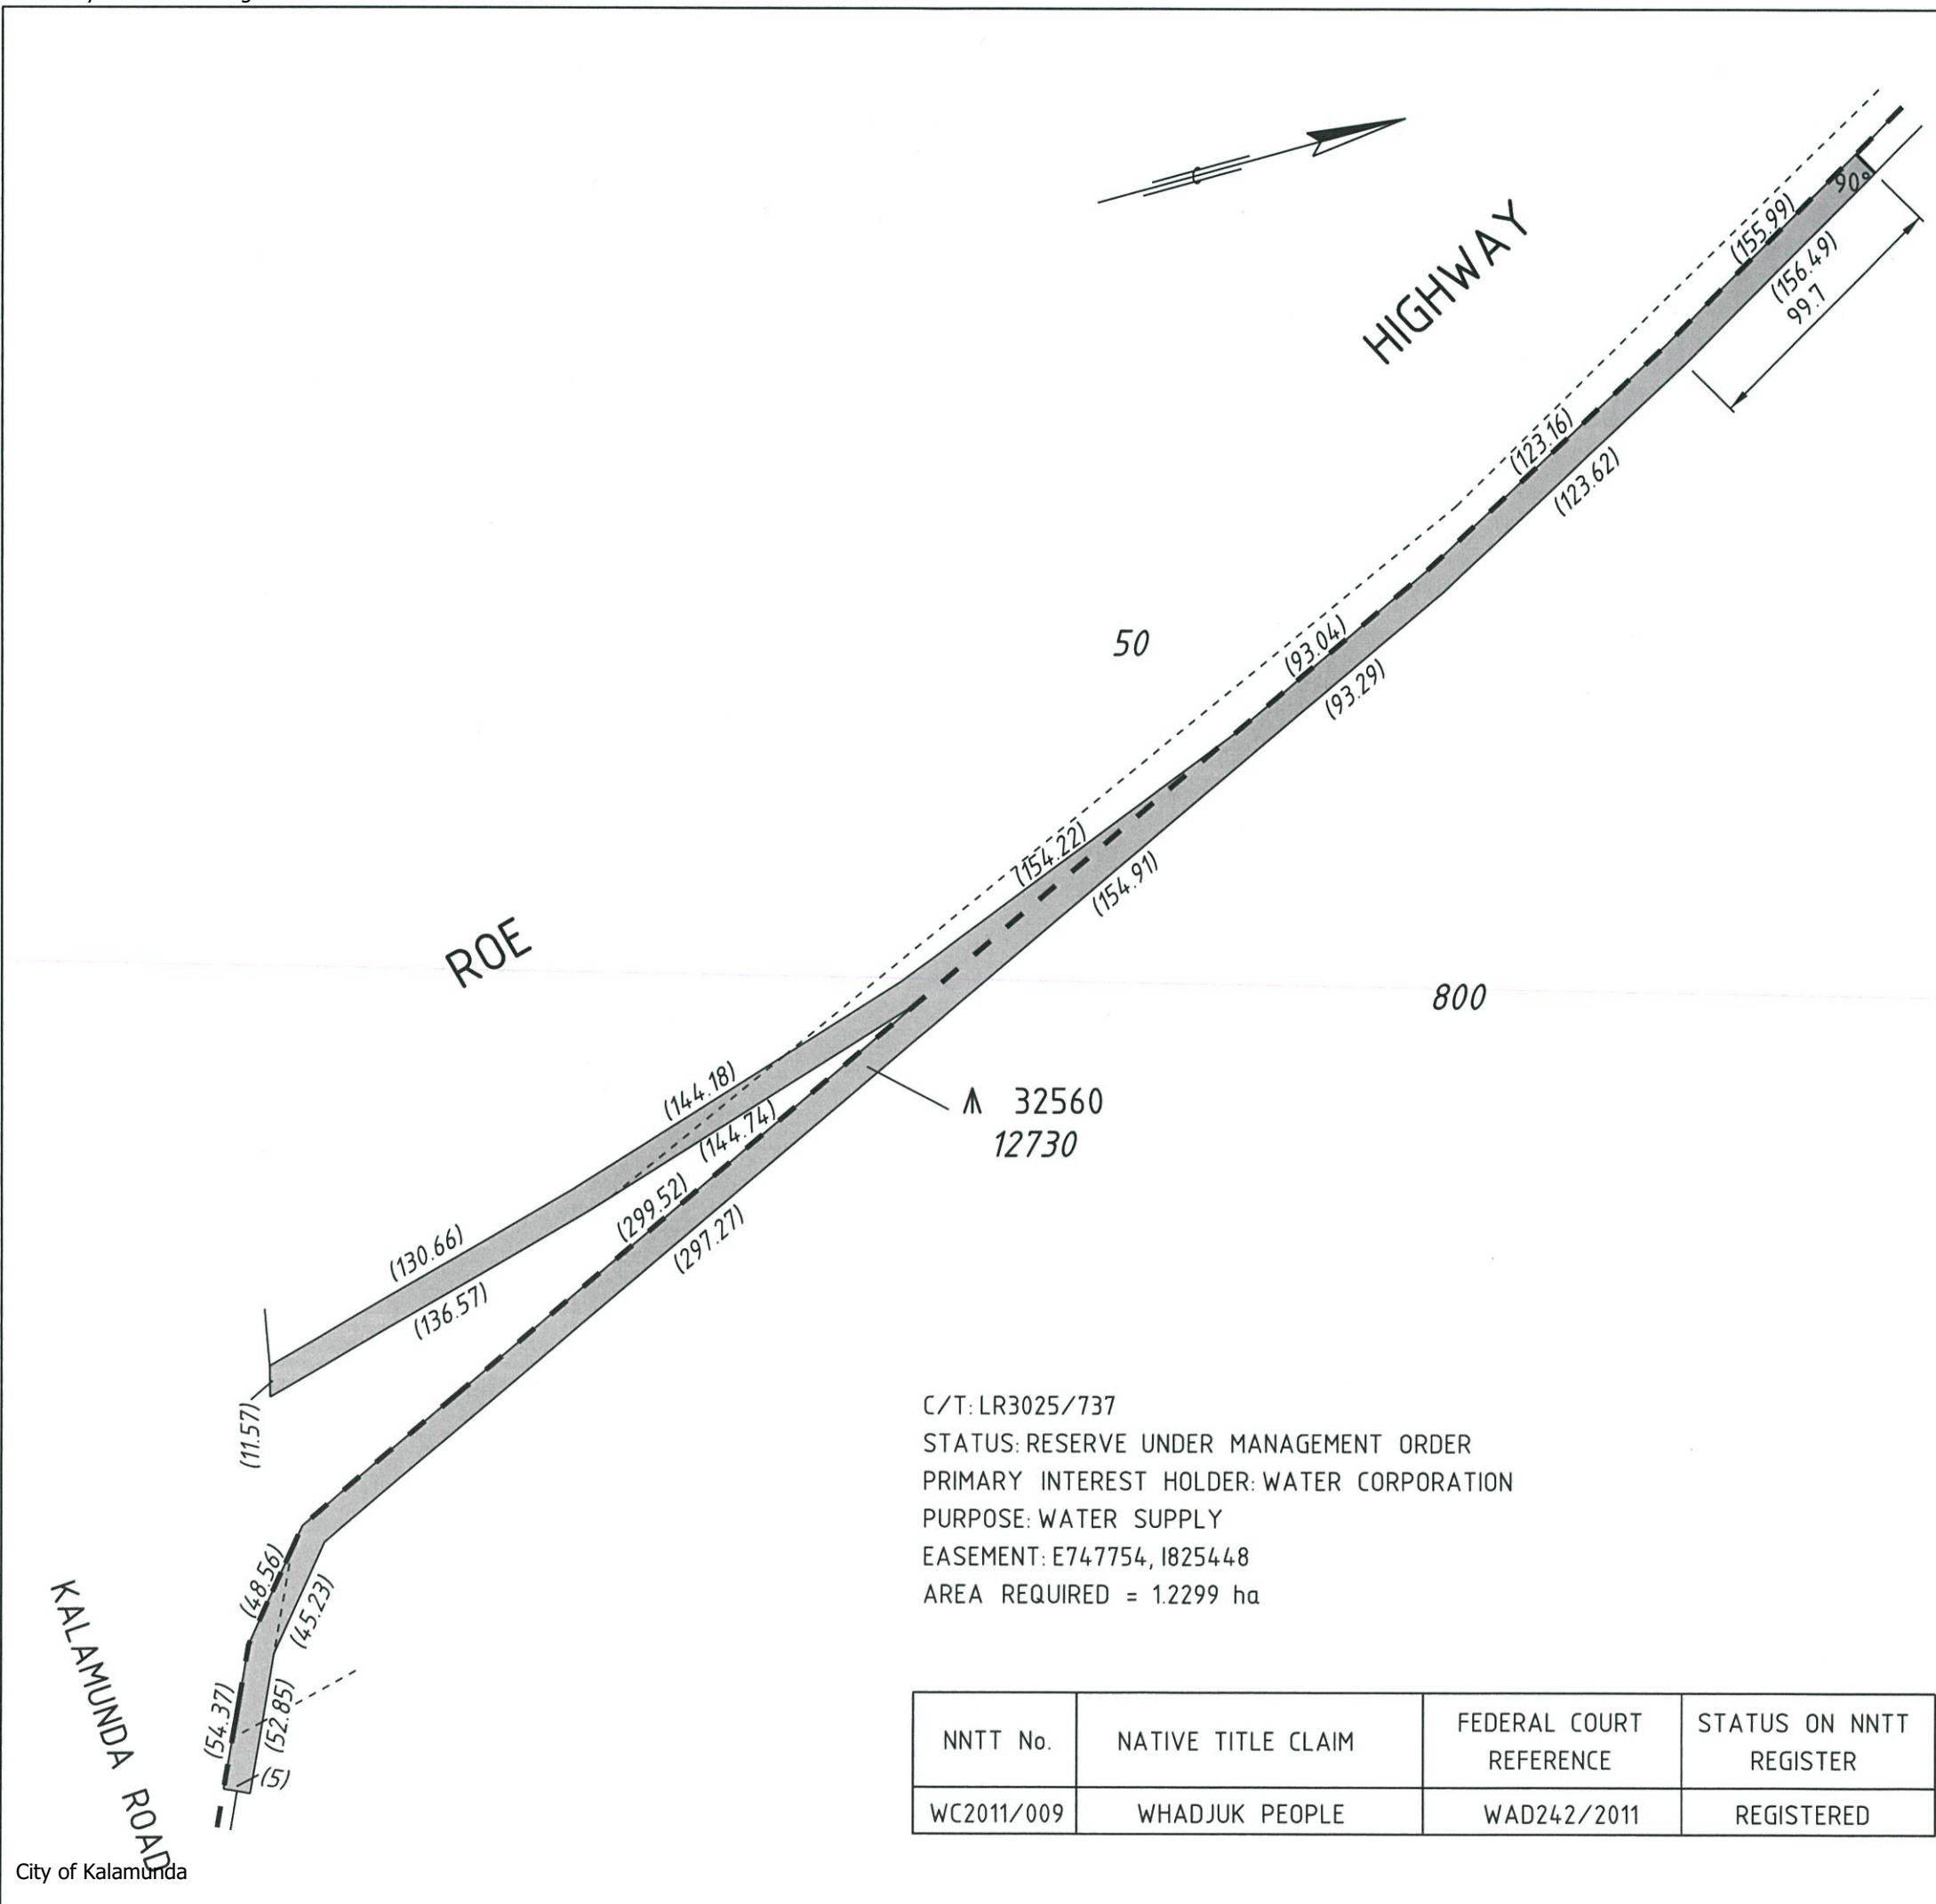 HIGHWAY
90°
(155.99)
(156.49)
99.7
(123.16)
(123.62)
50
(93.04)
(93.29)
(154.22)
(154.91)
ROE
800
(144.18)
(144.74)
32560
12730
(299.52)
(297.27)
(130.66)
(136.57)
(11.57)
C/T: LR3025/737
STATUS: RESERVE UNDER MANAGEMENT ORDER
PRIMARY INTEREST HOLDER: WATER CORPORATION
PURPOSE: WATER SUPPLY
EASEMENT: E747754, I825448
AREA REQUIRED = 1.2299 ha
(48.56)
(45.23)
(54.37)
(52.85)
(5)
KALAMUNDA ROAD
NNTT No.
NATIVE TITLE CLAIM
FEDERAL COURT
REFERENCE
STATUS ON NNTT
REGISTER
WC2011/009
WHADJUK PEOPLE
WAD242/2011
REGISTERED
City of Kalamunda